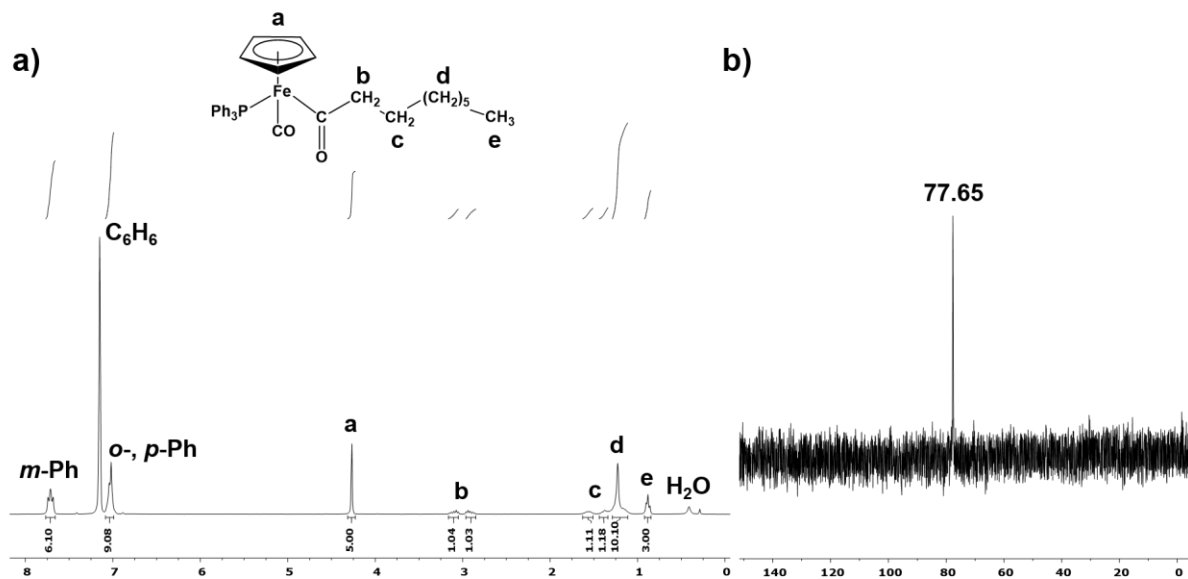 a)
a
Fe
Ph₃P
CO
C
O
b
CH₂
CH₂
c
d
(CH₂)₅
CH₃
e
C₆H₆
m-Ph
o-, p-Ph
a
b
c
d
e
H₂O
6.10
9.08
5.00
1.04
1.03
1.11
1.18
10.10
3.00
8 7 6 5 4 3 2 1 0
b)
77.65
140 120 100 80 60 40 20 0